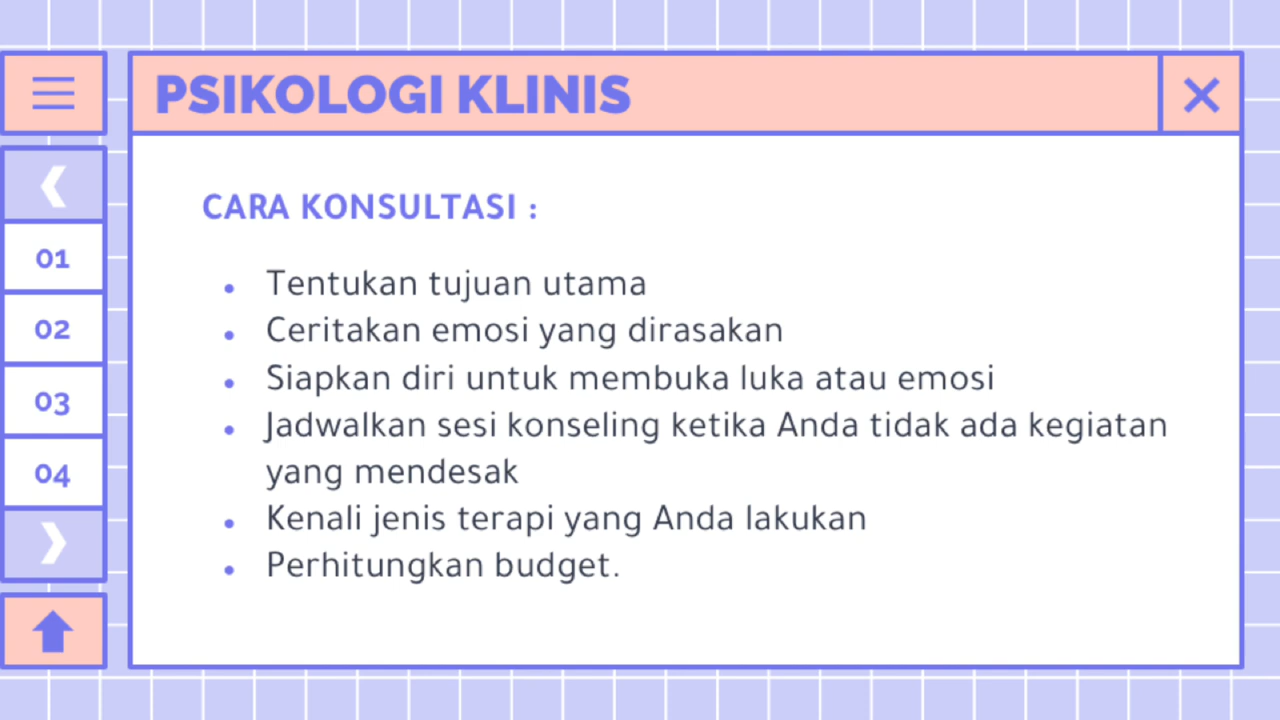 PSIKOLOGI KLINIS
01
02
03
04
CARA KONSULTASI :
• Tentukan tujuan utama
• Ceritakan emosi yang dirasakan
• Siapkan diri untuk membuka luka atau emosi
• Jadwalkan sesi konseling ketika Anda tidak ada kegiatan
yang mendesak
• Kenali jenis terapi yang Anda lakukan
• Perhitungkan budget.